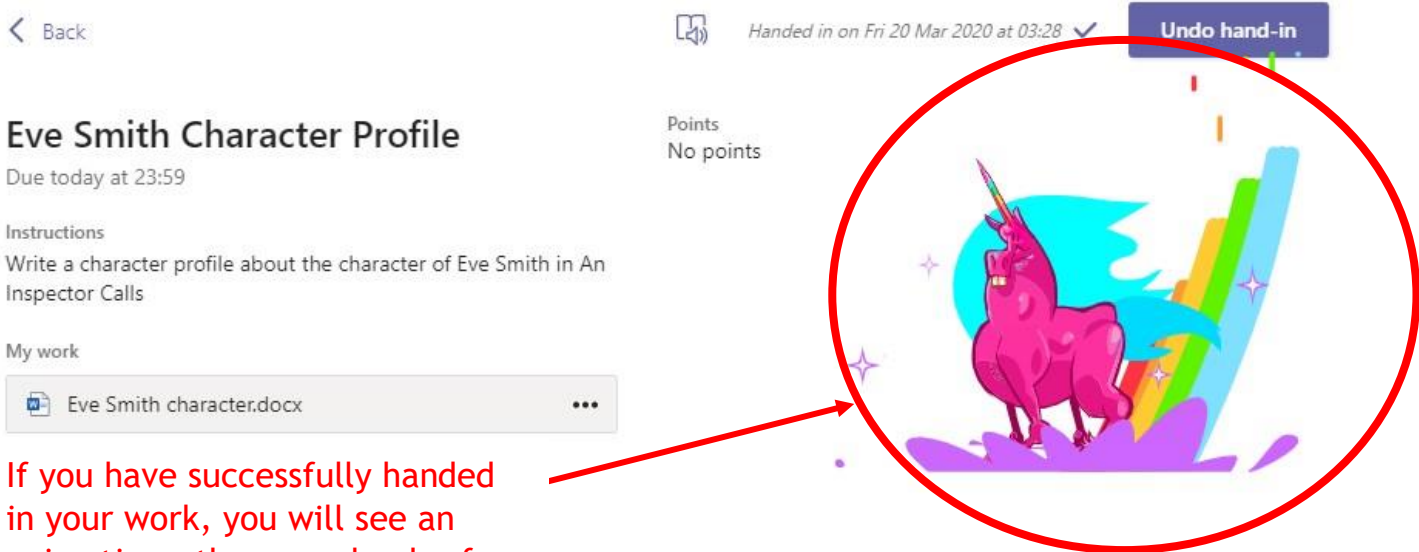 Back
Handed in on Fri 20 Mar 2020 at 03:28
Undo hand-in
Eve Smith Character Profile
Due today at 23:59
Points
No points
Instructions
Write a character profile about the character of Eve Smith in An
Inspector Calls
My work
Eve Smith character.docx
If you have successfully handed
in your work, you will see an